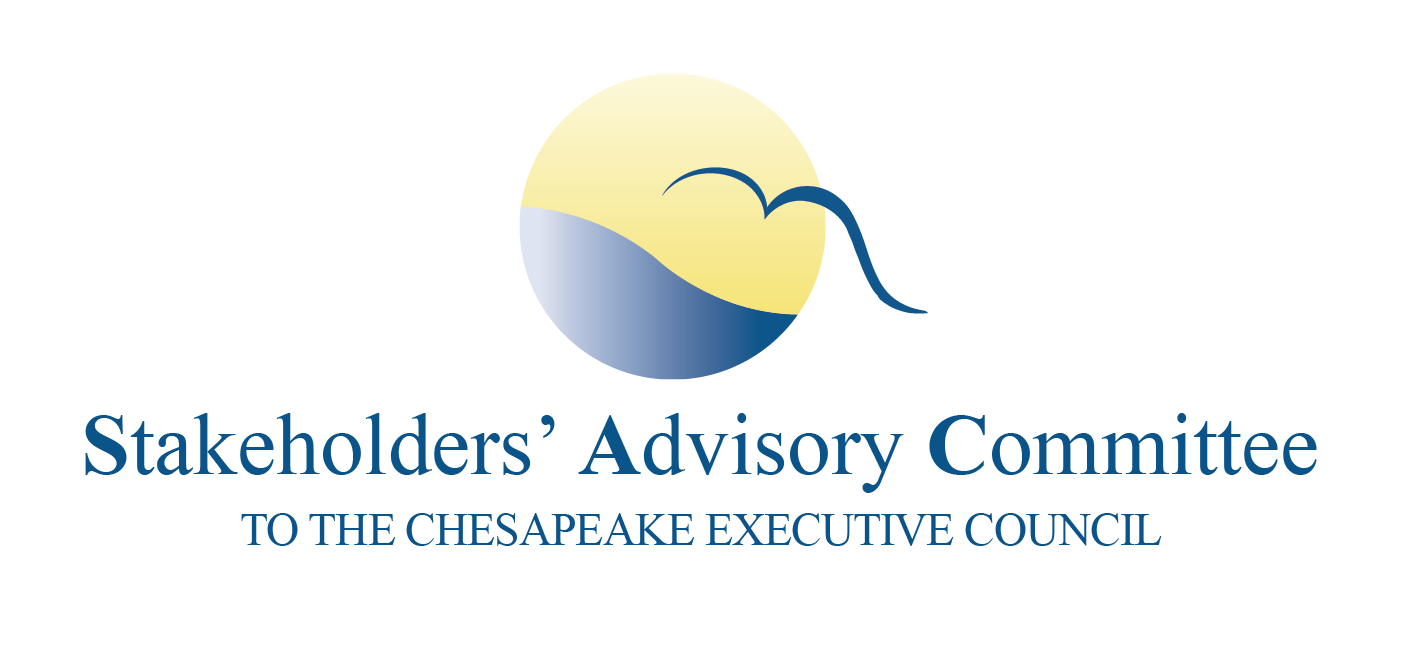 Stakeholders’ Advisory Committee
TO THE CHESAPEAKE EXECUTIVE COUNCIL